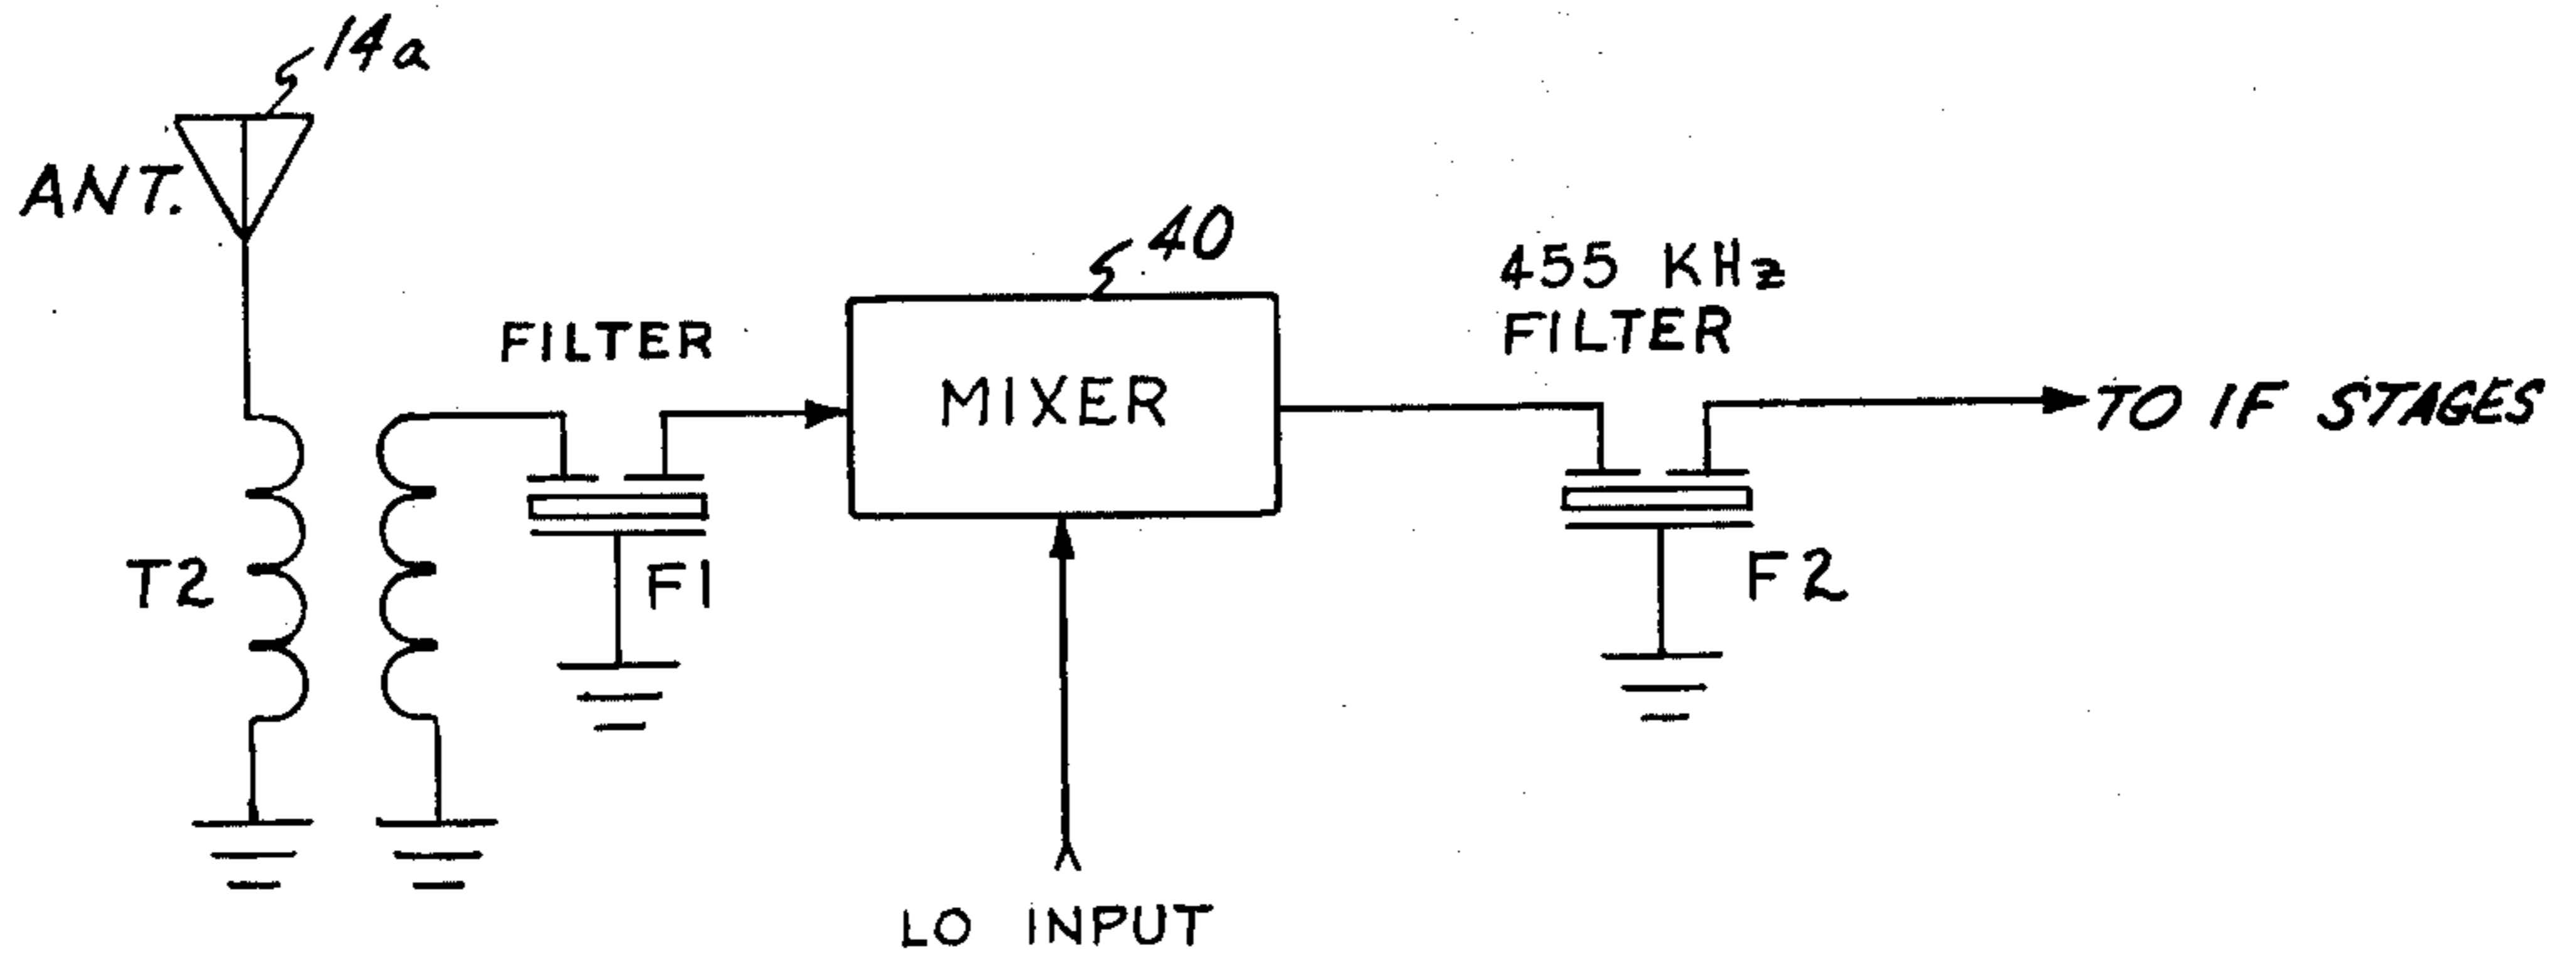 14a
ANT.
40
455 KHz
FILTER
FILTER
MIXER
TO IF STAGES
T2
F1
F2
LO INPUT